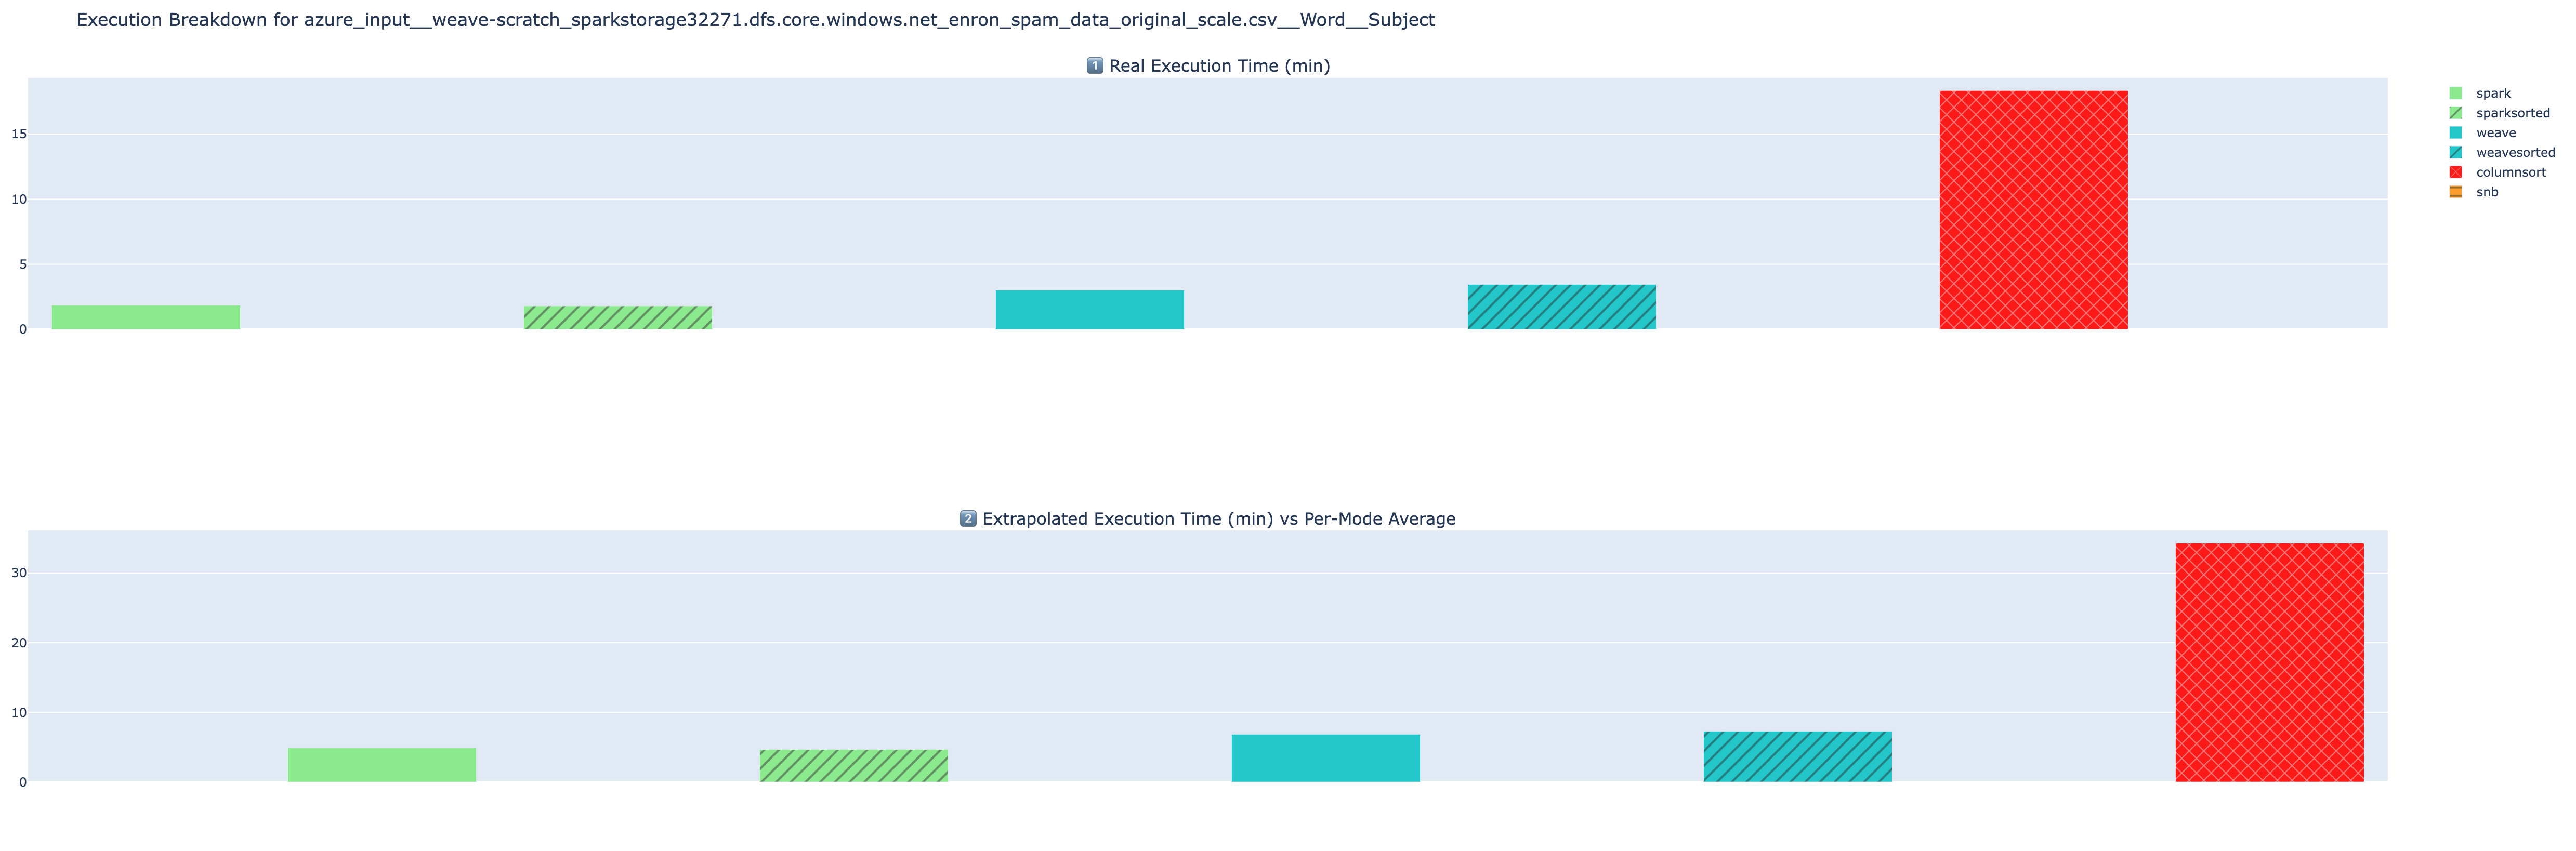 Execution Breakdown for azure_input__weave-scratch_sparkstorage32271.dfs.core.windows.net_enron_spam_data_original_scale.csv__Word__Subject
1️⃣ Real Execution Time (min)
15
10
5
0
spark
sparksorted
weave
weavesorted
columnsort
snb
2️⃣ Extrapolated Execution Time (min) vs Per-Mode Average
30
20
10
0